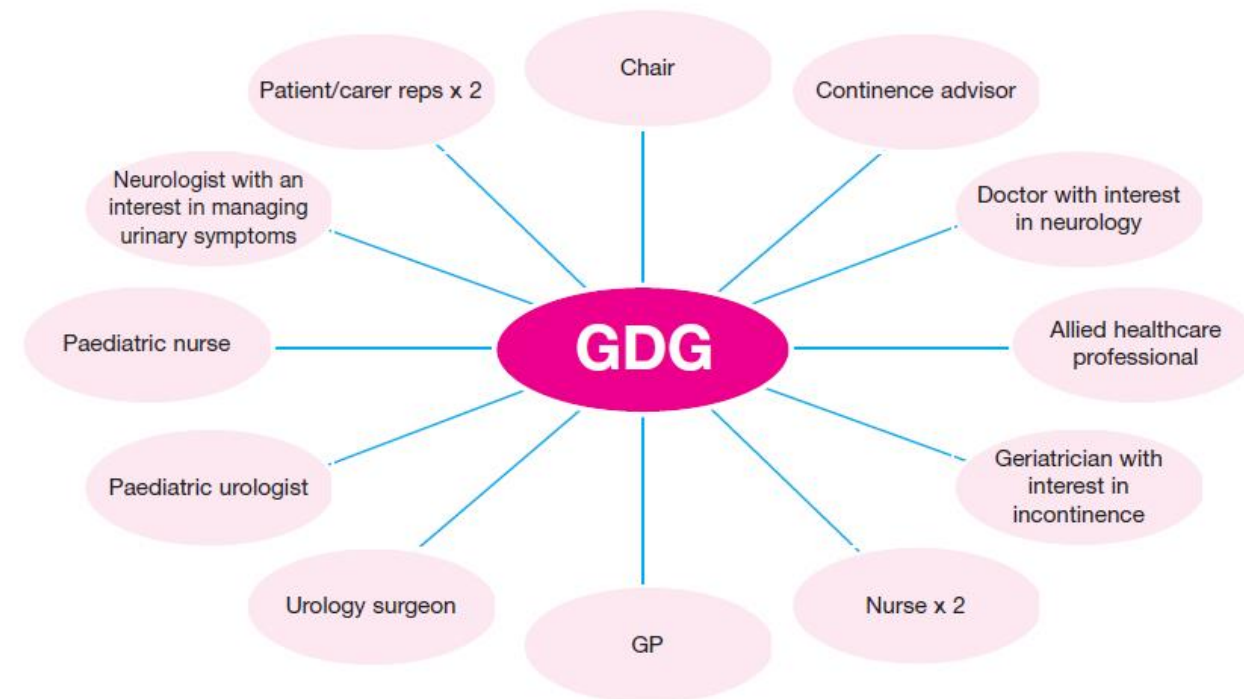 Chair
Patient/carer reps x 2
Continence advisor
Neurologist with an
interest in managing
urinary symptoms
Doctor with interest
in neurology
Paediatric nurse
GDG
Allied healthcare
professional
Paediatric urologist
Geriatrician with
interest in
incontinence
Urology surgeon
Nurse x 2
GP